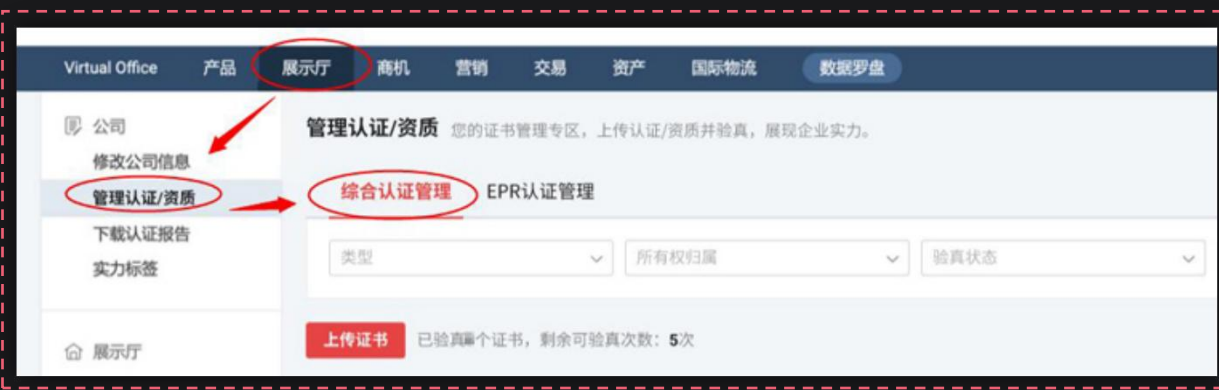 Virtual Office 产品 展示厅 商机 营销 交易 资产 国际物流 数据罗盘
公司
修改公司信息
管理认证/资质
下载认证报告
实力标签
展示厅
管理认证/资质 您的证书管理专区，上传认证/资质并验真，展现企业实力。
综合认证管理 EPR认证管理
类型 所有权归属 验真状态
上传证书 已验真个证书，剩余可验真次数：5次